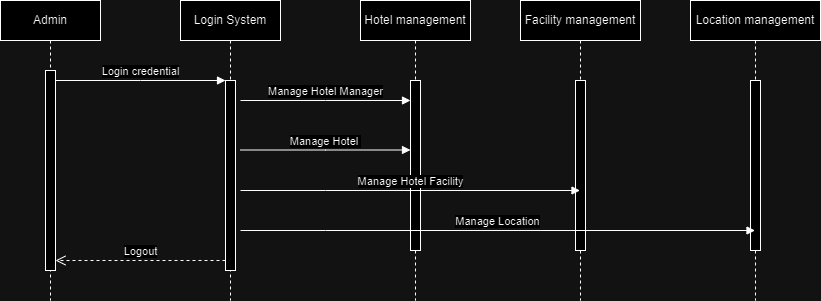 Admin
Login System
Hotel management
Facility management
Location management
Login credential
Manage Hotel Manager
Manage Hotel
Manage Hotel Facility
Manage Location
Logout